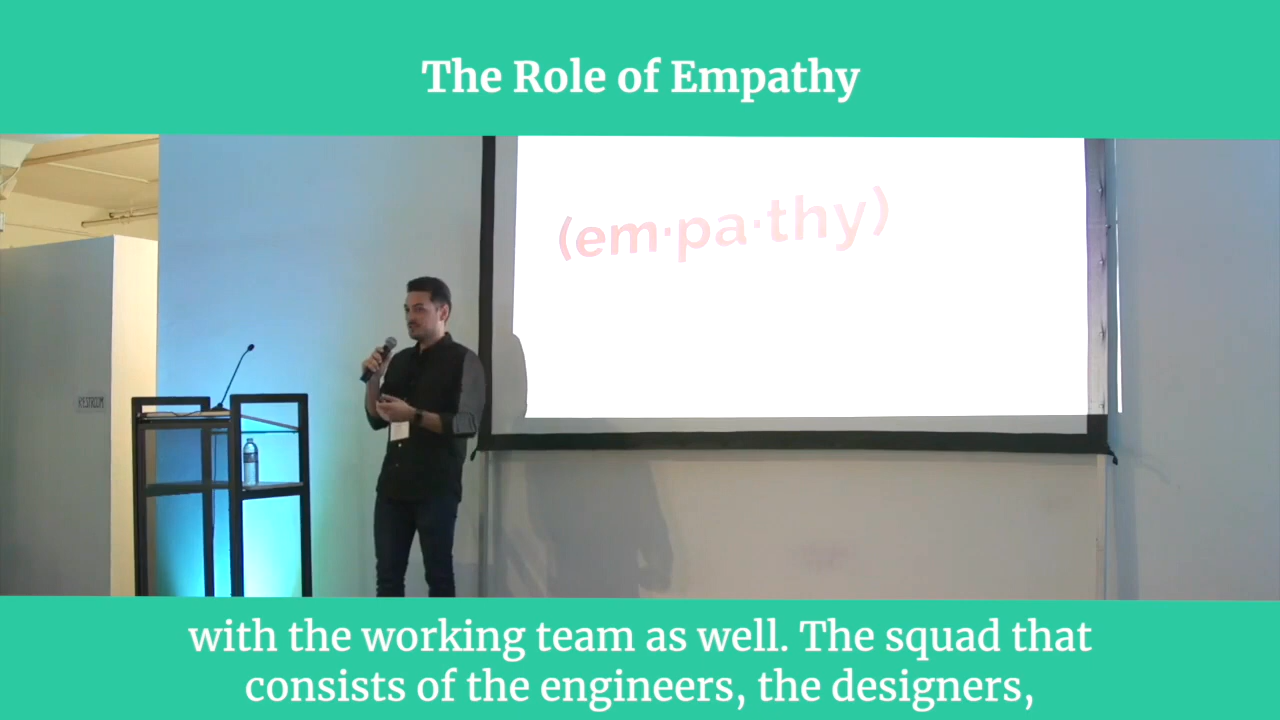 The Role of Empathy
(em·pa·thy)
RESTROOM
with the working team as well. The squad that
consists of the engineers, the designers,